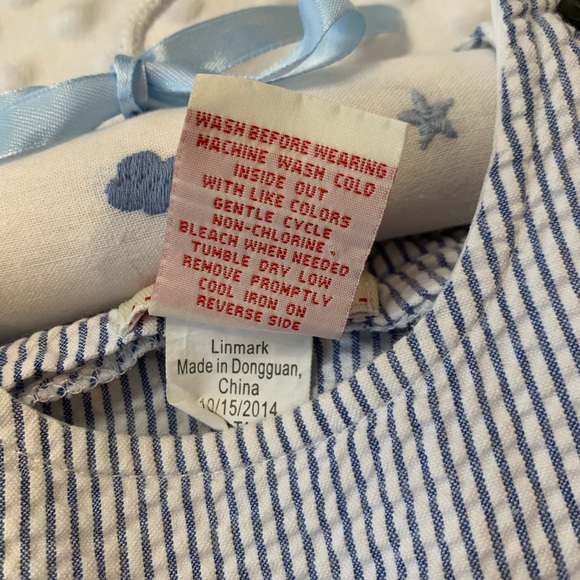 WASH BEFORE WEARING
MACHINE WASH COLD
INSIDE OUT
WITH LIKE COLORS
GENTLE CYCLE
NON-CHLORINE
BLEACH WHEN NEEDED
TUMBLE DRY LOW
REMOVE PROMPTLY
COOL IRON ON
REVERSE SIDE
Linmark
Made in Dongguan,
China
10/15/2014